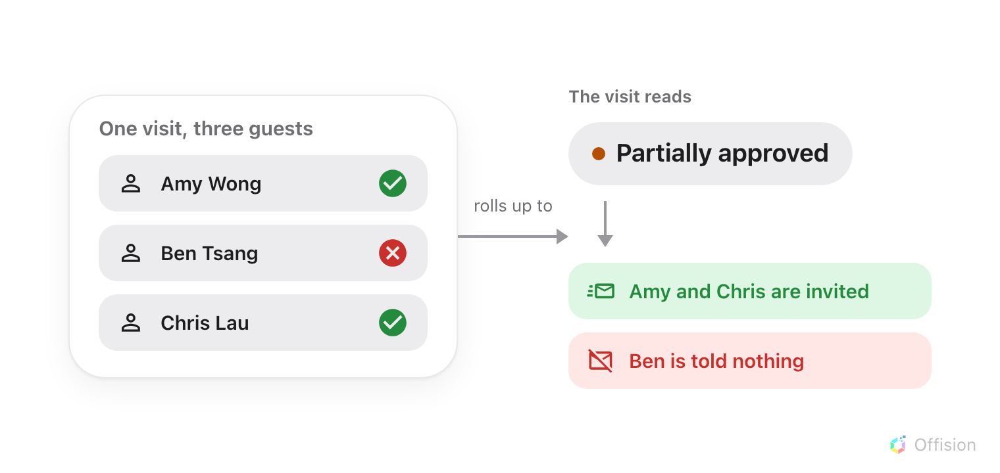 One visit, three guests
Amy Wong
Ben Tsang
Chris Lau
rolls up to
The visit reads
Partially approved
Amy and Chris are invited
Ben is told nothing
Offision